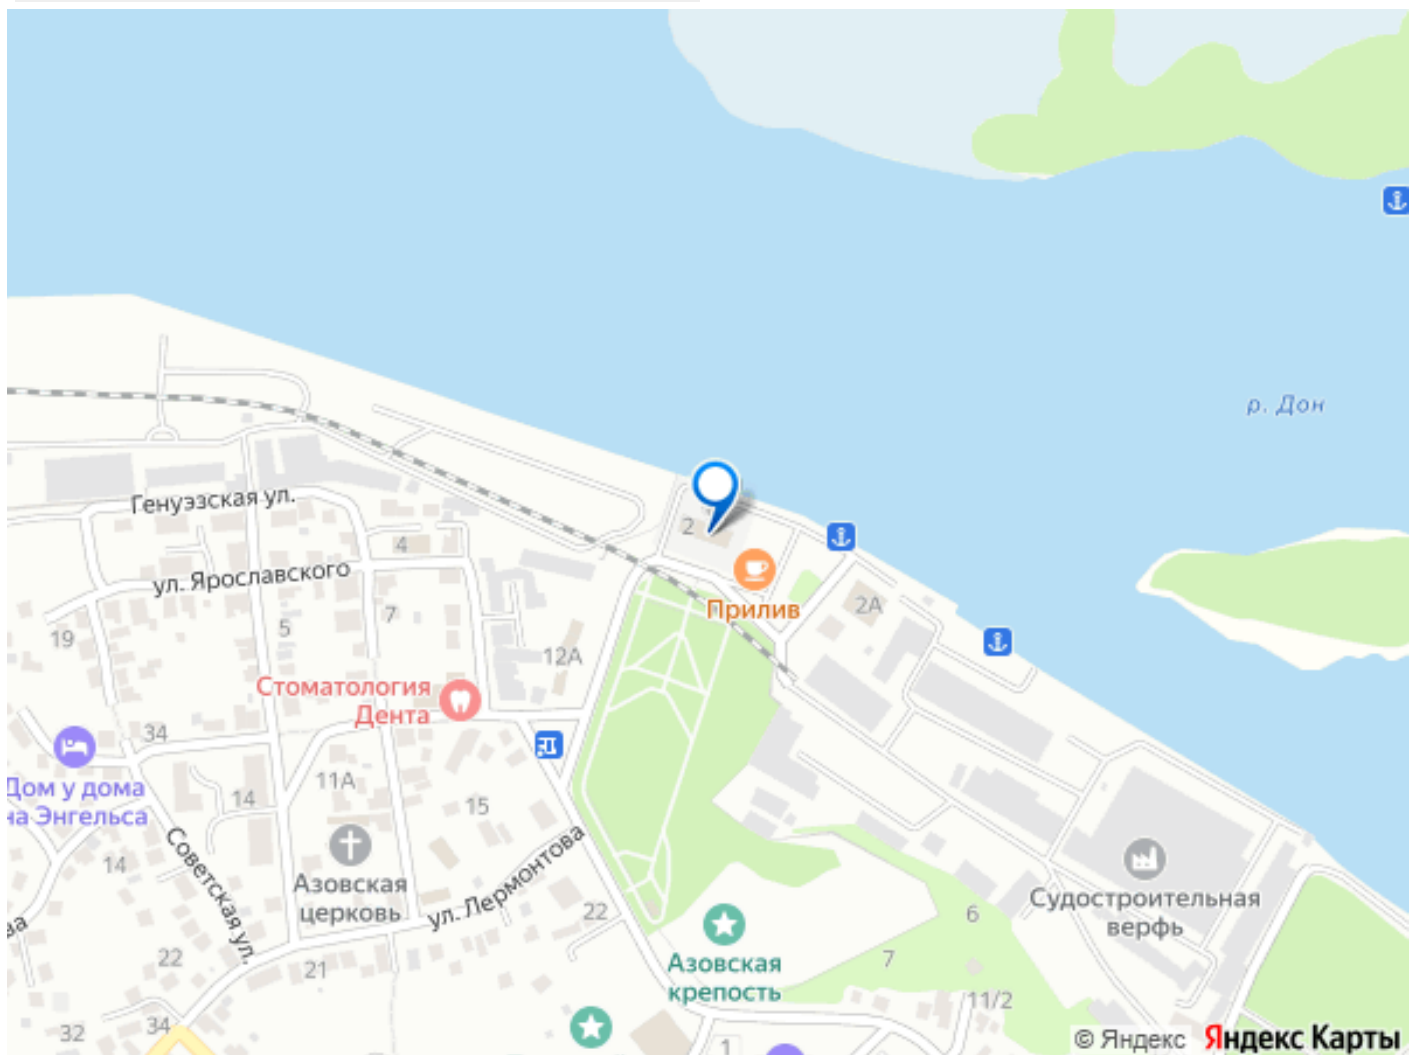 р. Дон
Генуэзская ул.
2
4
ул. Ярославского
Прилив
2А
19
5
7
12А
Стоматология
Дента
34
Дом у дома
на Энгельса
11А
14
15
14
Советская ул.
Азовская
церковь
ул. Лермонтова
22
Судостроительная
верфь
6
ва
22
21
Азовская
крепость
7
11/2
32
34
1
© Яндекс Яндекс Карты